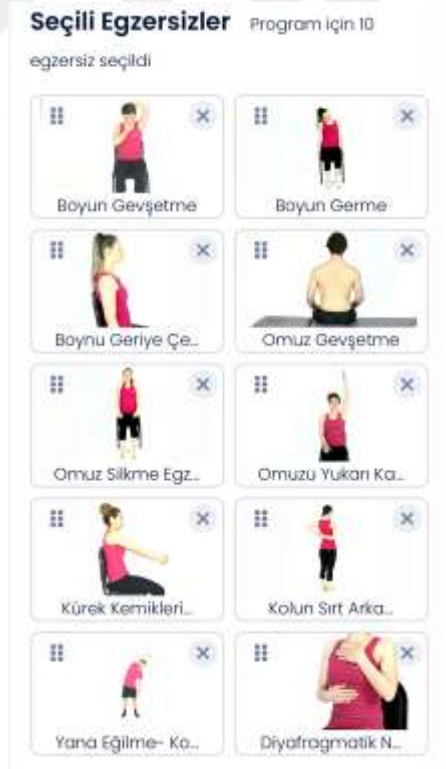 Seçili Egzersizler Program için 10
egzersiz seçildi
Boyun Gevşetme
Boyun Germe
Boynu Geriye Çe...
Omuz Gevşetme
Omuz Silkme Egz...
Omuzu Yukarı Ka...
Kürek Kemikleri...
Kolun Sırt Arka...
Yana Eğilme- Ko...
Diyafragmatik N...